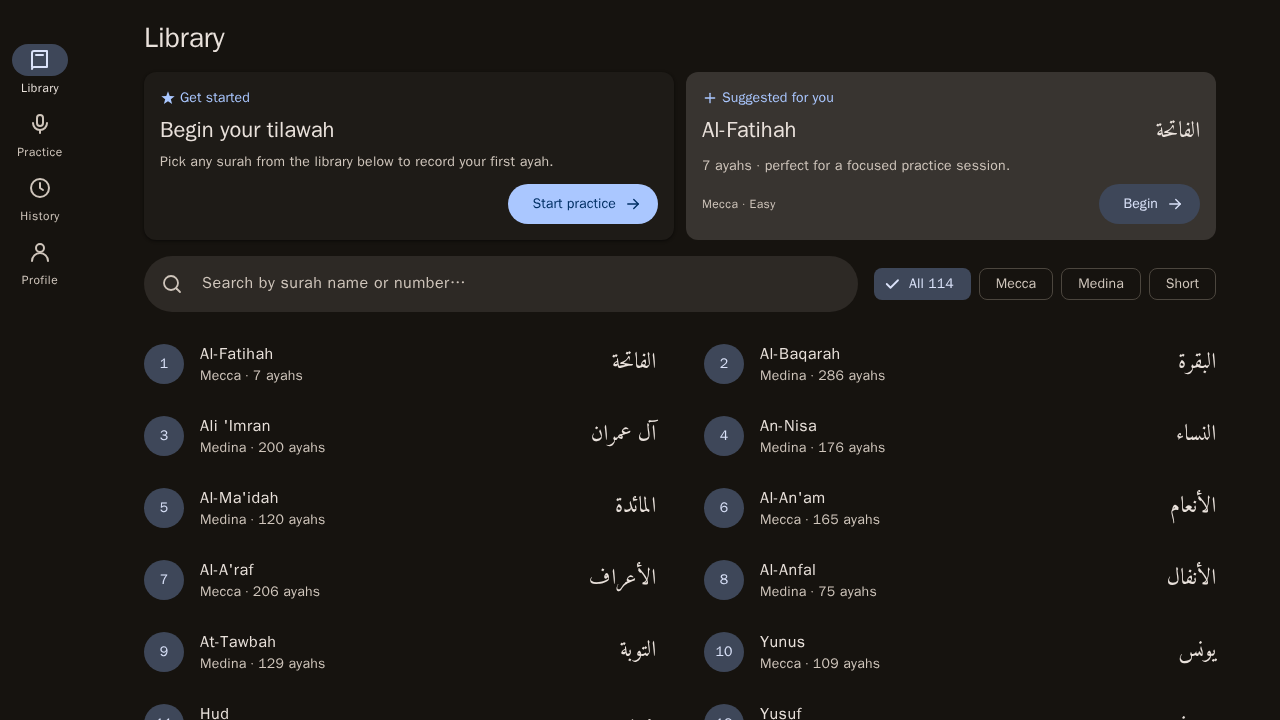 Library
Practice
History
Profile
Library
Get started
Begin your tilawah
Pick any surah from the library below to record your first ayah.
Start practice
Suggested for you
Al-Fatihah
الفاتحة
7 ayahs · perfect for a focused practice session.
Mecca · Easy
Begin
Search by surah name or number…
All 114
Mecca
Medina
Short
1
Al-Fatihah
Mecca · 7 ayahs
الفاتحة
2
Al-Baqarah
Medina · 286 ayahs
البقرة
3
Ali 'Imran
Medina · 200 ayahs
آل عمران
4
An-Nisa
Medina · 176 ayahs
النساء
5
Al-Ma'idah
Medina · 120 ayahs
المائدة
6
Al-An'am
Mecca · 165 ayahs
الأنعام
7
Al-A'raf
Mecca · 206 ayahs
الأعراف
8
Al-Anfal
Medina · 75 ayahs
الأنفال
9
At-Tawbah
Medina · 129 ayahs
التوبة
10
Yunus
Mecca · 109 ayahs
يونس
Hud
Yusuf